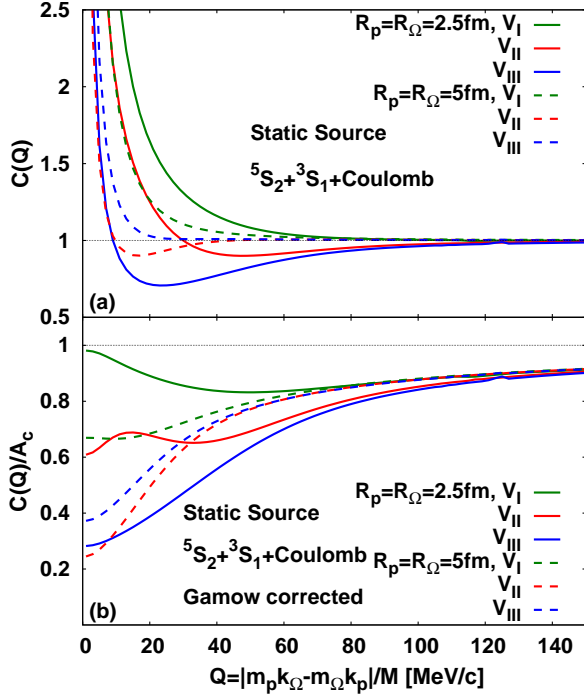 2.5
2
1.5
1
0.5
C(Q)
R_p=R_Ω=2.5fm, V_I
V_II
V_III
R_p=R_Ω=5fm, V_I
V_II
V_III
Static Source
^5S_2+^3S_1+Coulomb
(a)
1
0.8
0.6
0.4
0.2
C(Q)/A_c
R_p=R_Ω=2.5fm, V_I
V_II
V_III
R_p=R_Ω=5fm, V_I
V_II
V_III
Static Source
^5S_2+^3S_1+Coulomb
Gamow corrected
(b)
0 20 40 60 80 100 120 140
Q=|m_pk_Ω-m_Ωk_p|/M [MeV/c]